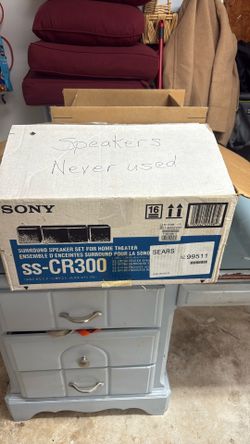 Speakers
Never used
SONY
16
SURROUND SPEAKER SET FOR HOME THEATER
ENSEMBLE D'ENCEINTES SURROUND POUR LA SONO
SS-CR300
SEARS
99511